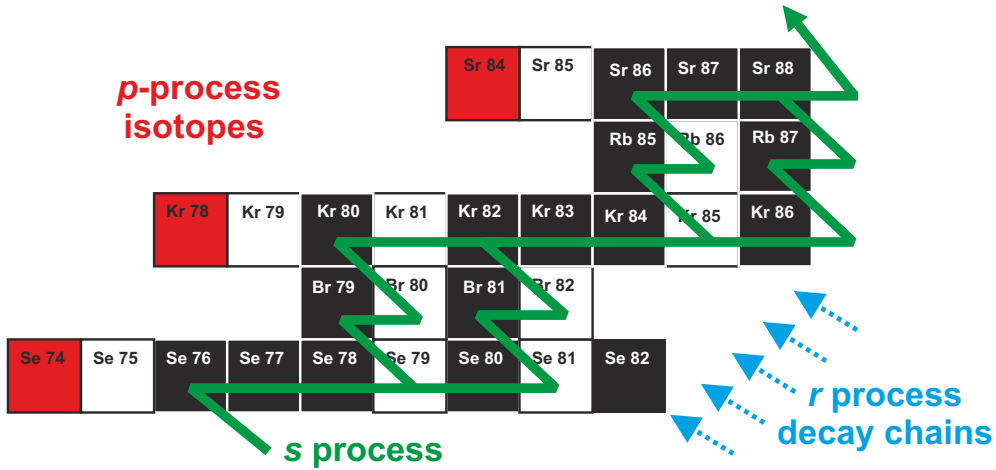 Sr 84 Sr 85 Sr 86 Sr 87 Sr 88
p-process
isotopes
Rb 85 Rb 86 Rb 87
Kr 78 Kr 79 Kr 80 Kr 81 Kr 82 Kr 83 Kr 84 Kr 85 Kr 86
Br 79 Br 80 Br 81 Br 82
Se 74 Se 75 Se 76 Se 77 Se 78 Se 79 Se 80 Se 81 Se 82
r process
decay chains
s process